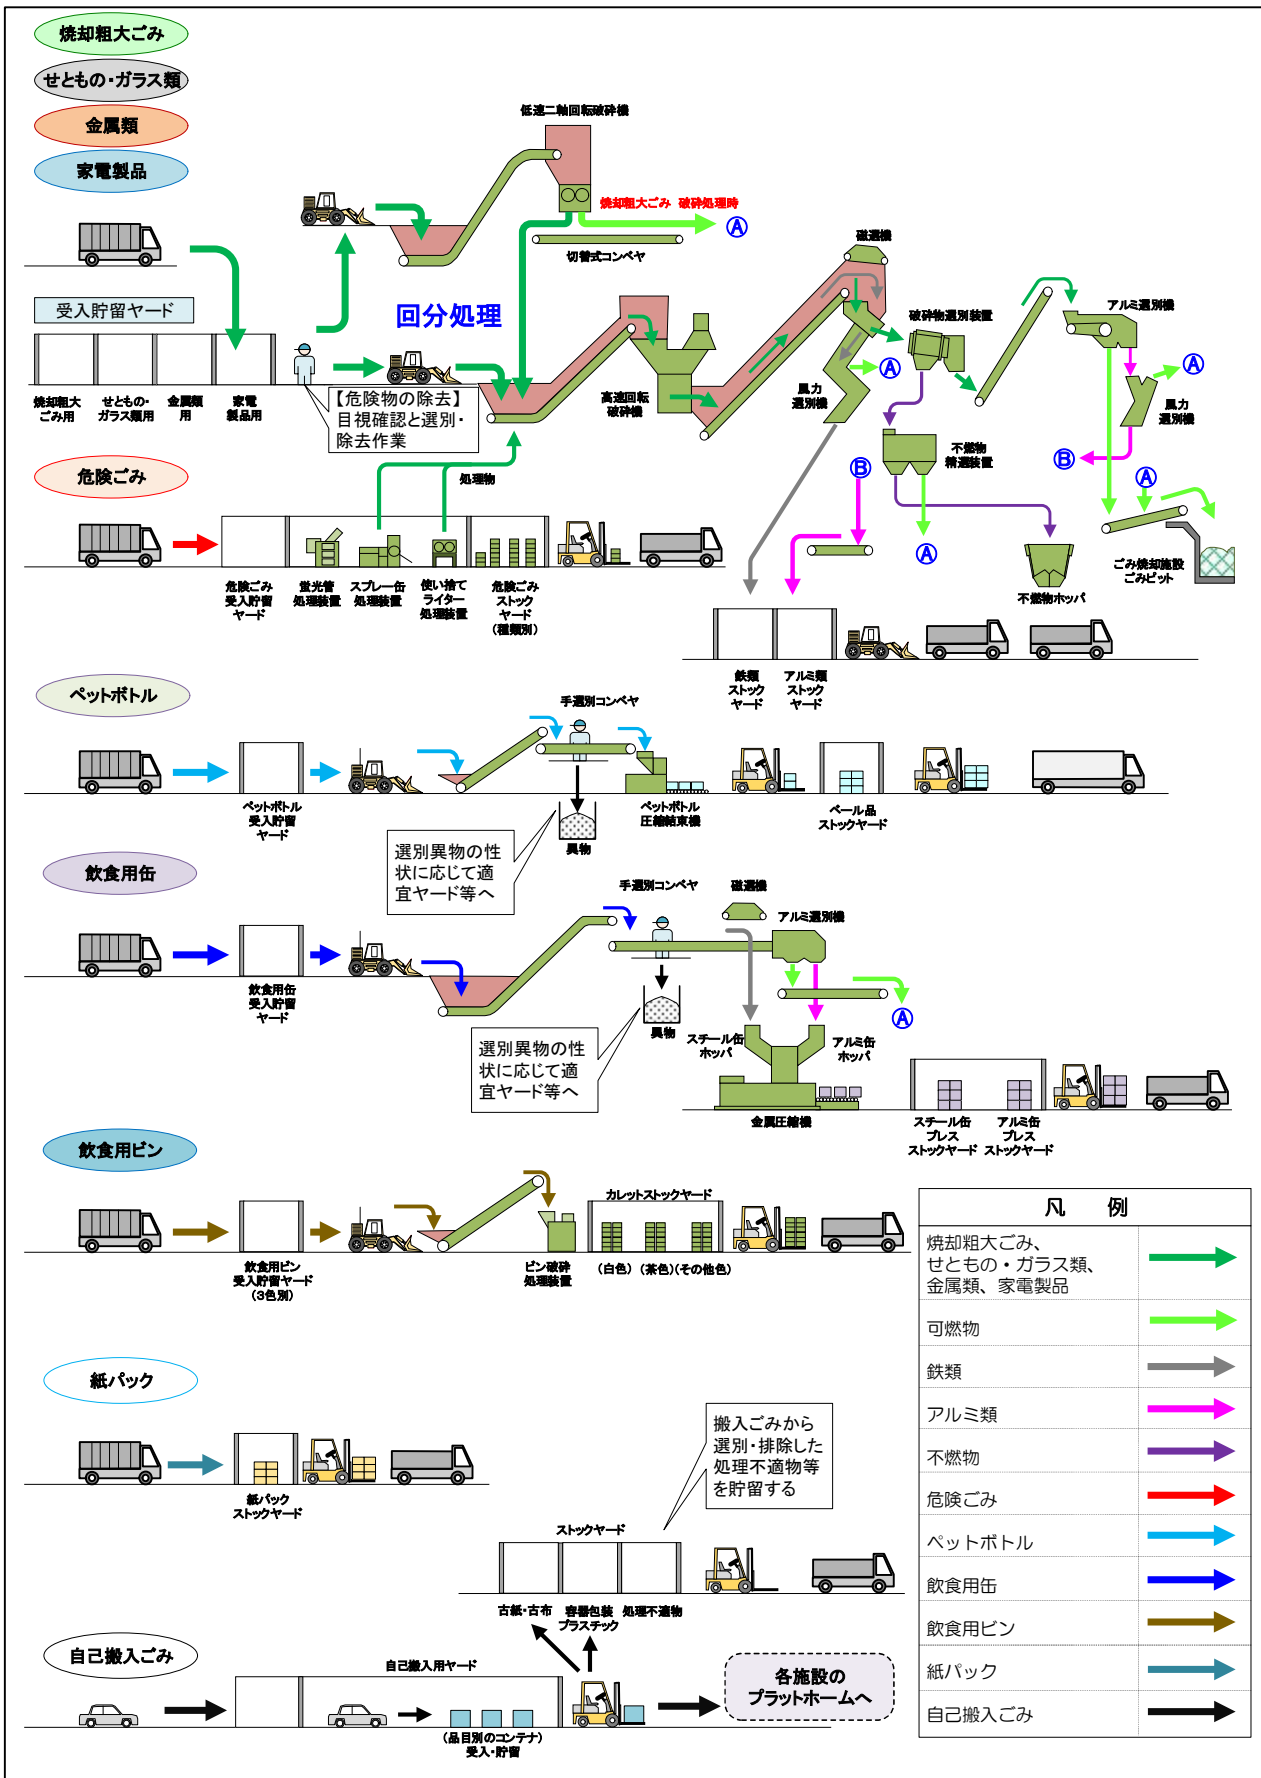 焼却粗大ごみ
せともの・ガラス類
金属類
家電製品
低速二軸回転破砕機
焼却粗大ごみ 破砕処理時
Ⓐ
切替式コンベヤ
受入貯留ヤード
回分処理
磁選機
破砕物選別装置
アルミ選別機
Ⓐ
Ⓐ
風力
選別機
風力
選別機
高速回転
破砕機
焼却粗大
ごみ用
せともの・
ガラス類用
金属類
用
家電
製品用
【危険物の除去】
目視確認と選別・
除去作業
不燃物
精選装置
Ⓑ
Ⓑ
Ⓐ
Ⓐ
危険ごみ
処理物
危険ごみ
受入貯留
ヤード
蛍光管
処理装置
スプレー缶
処理装置
使い捨て
ライター
処理装置
危険ごみ
ストック
ヤード
(種類別)
不燃物ホッパ
ごみ焼却施設
ごみピット
鉄類
ストック
ヤード
アルミ類
ストック
ヤード
ペットボトル
手選別コンベヤ
ペットボトル
受入貯留
ヤード
異物
ペットボトル
圧縮結束機
ベール品
ストックヤード
選別異物の性
状に応じて適
宜ヤード等へ
飲食用缶
手選別コンベヤ
磁選機
アルミ選別機
飲食用缶
受入貯留
ヤード
異物
Ⓐ
選別異物の性
状に応じて適
宜ヤード等へ
スチール缶
ホッパ
アルミ缶
ホッパ
金属圧縮機
スチール缶
プレス
ストックヤード
アルミ缶
プレス
ストックヤード
飲食用ビン
カレットストックヤード
飲食用ビン
受入貯留ヤード
(3色別)
ビン破砕
処理装置
(白色) (茶色) (その他色)
凡 例
焼却粗大ごみ、
せともの・ガラス類、
金属類、家電製品
可燃物
鉄類
アルミ類
不燃物
危険ごみ
ペットボトル
飲食用缶
飲食用ビン
紙パック
自己搬入ごみ
紙パック
紙パック
ストックヤード
搬入ごみから
選別・排除した
処理不適物等
を貯留する
ストックヤード
古紙・古布
容器包装
プラスチック
処理不適物
自己搬入ごみ
自己搬入用ヤード
(品目別のコンテナ)
受入・貯留
各施設の
プラットホームへ